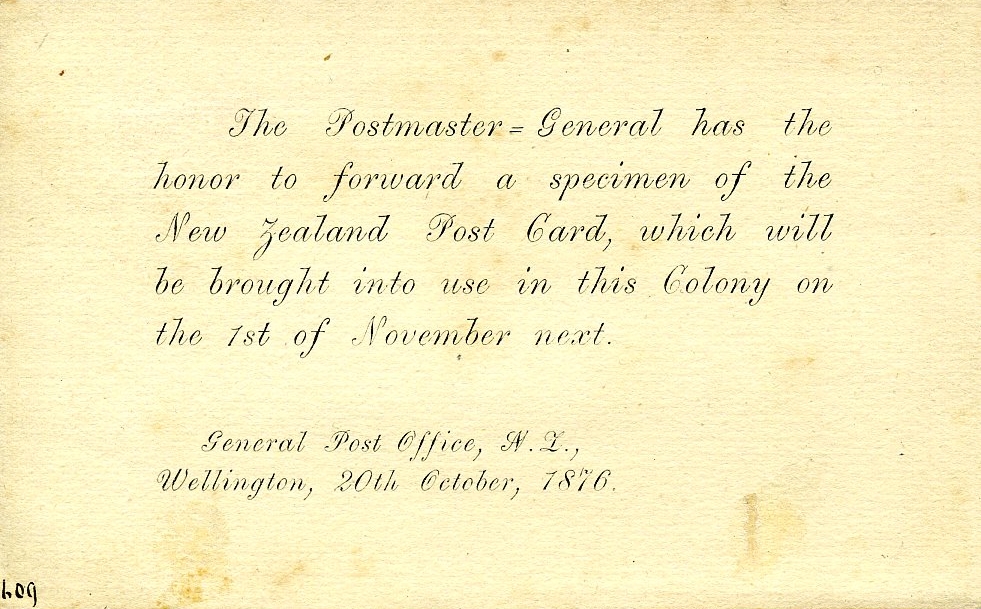 The Postmaster=General has the
honor to forward a specimen of the
New Zealand Post Card, which will
be brought into use in this Colony on
the 1st of November next.
General Post Office, N.Z.,
Wellington, 20th October, 1876.